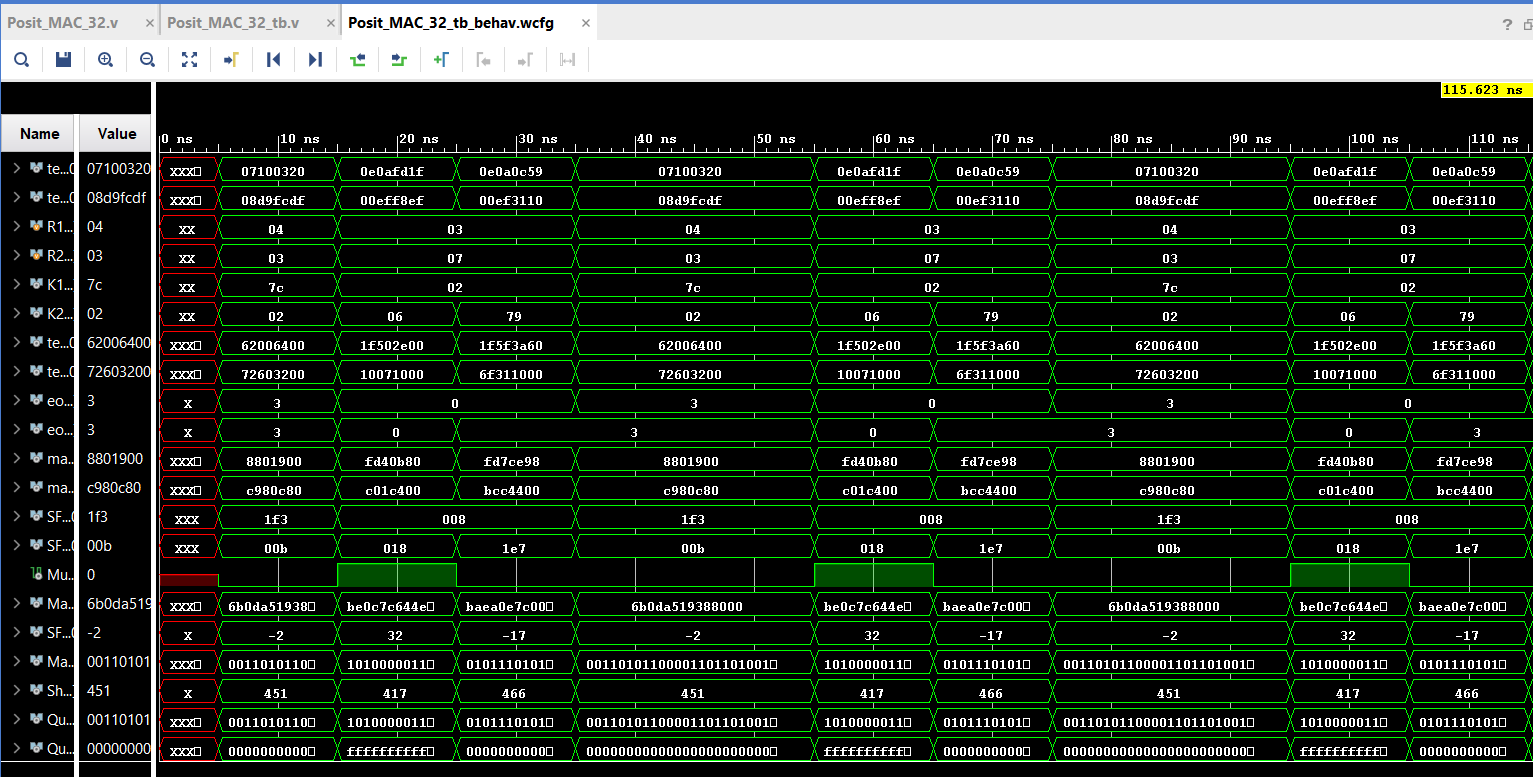 Posit_MAC_32.v × Posit_MAC_32_tb.v × Posit_MAC_32_tb_behav.wcfg ×
?
115.623 ns
Name Value 0 ns 10 ns 20 ns 30 ns 40 ns 50 ns 60 ns 70 ns 80 ns 90 ns 100 ns 110 ns
te...0 07100320 xxx 07100320 0e0afd1f 0e0a0c59 07100320 0e0afd1f 0e0a0c59 07100320 0e0afd1f 0e0a0c59
te...0 08d9fcdf xxx 08d9fcdf 00eff8ef 00ef3110 08d9fcdf 00eff8ef 00ef3110 08d9fcdf 00eff8ef 00ef3110
R1... 04 xx 04 03 04 03 04 03
R2... 03 xx 03 07 03 07 03 07
K1... 7c xx 7c 02 7c 02 7c 02
K2... 02 xx 02 06 79 02 06 79 02 06 79
te...0 62006400 xxx 62006400 1f502e00 1f5f3a60 62006400 1f502e00 1f5f3a60 62006400 1f502e00 1f5f3a60
te...0 72603200 xxx 72603200 10071000 6f311000 72603200 10071000 6f311000 72603200 10071000 6f311000
eo... 3 x 3 0 3 0 3 0
eo... 3 x 3 0 3 0 3 0 3
ma... 8801900 xxx 8801900 fd40b80 fd7ce98 8801900 fd40b80 fd7ce98 8801900 fd40b80 fd7ce98
ma... c980c80 xxx c980c80 c01c400 bcc4400 c980c80 c01c400 bcc4400 c980c80 c01c400 bcc4400
SF...0 1f3 xxx 1f3 008 1f3 008 1f3 008
SF...0 00b xxx 00b 018 1e7 00b 018 1e7 00b 018 1e7
Mu... 0
Ma... 6b0da519 xxx 6b0da51938 be0c7c644e baea0e7c00 6b0da519388000 be0c7c644e baea0e7c00 6b0da519388000 be0c7c644e baea0e7c00
SF...0 -2 x -2 32 -17 -2 32 -17 -2 32 -17
Ma... 00110101 xxx 0011010110 1010000011 0101110101 00110101100001101101001 1010000011 0101110101 00110101100001101101001 1010000011 0101110101
Sh... 451 x 451 417 466 451 417 466 451 417 466
Qu... 00110101 xxx 0011010110 1010000011 0101110101 00110101100001101101001 1010000011 0101110101 00110101100001101101001 1010000011 0101110101
Qu... 00000000 xxx 0000000000 ffffffffff 0000000000 00000000000000000000000 ffffffffff 0000000000 00000000000000000000000 ffffffffff 0000000000